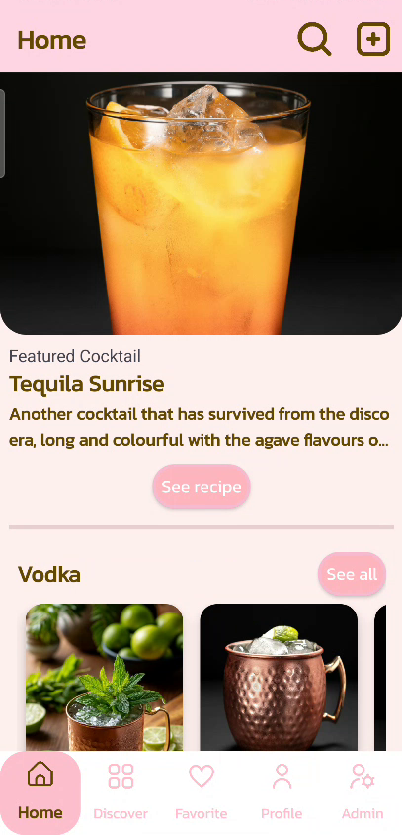 Home
Featured Cocktail
Tequila Sunrise
Another cocktail that has survived from the disco
era, long and colourful with the agave flavours o...
See recipe
Vodka
See all
Home
Discover
Favorite
Profile
Admin